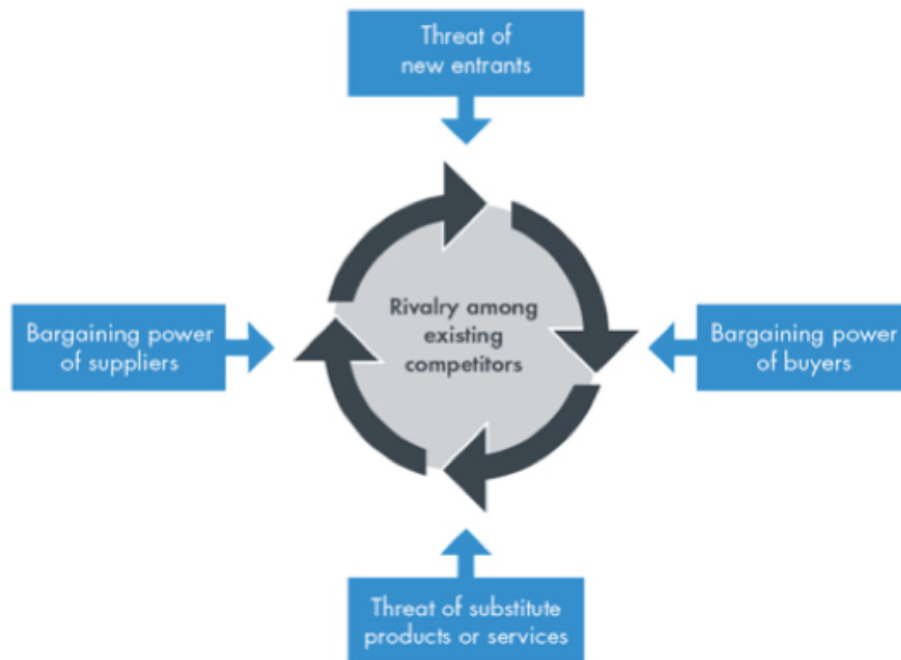 Threat of
new entrants
Rivalry among
existing
competitors
Bargaining power
of suppliers
Bargaining power
of buyers
Threat of substitute
products or services